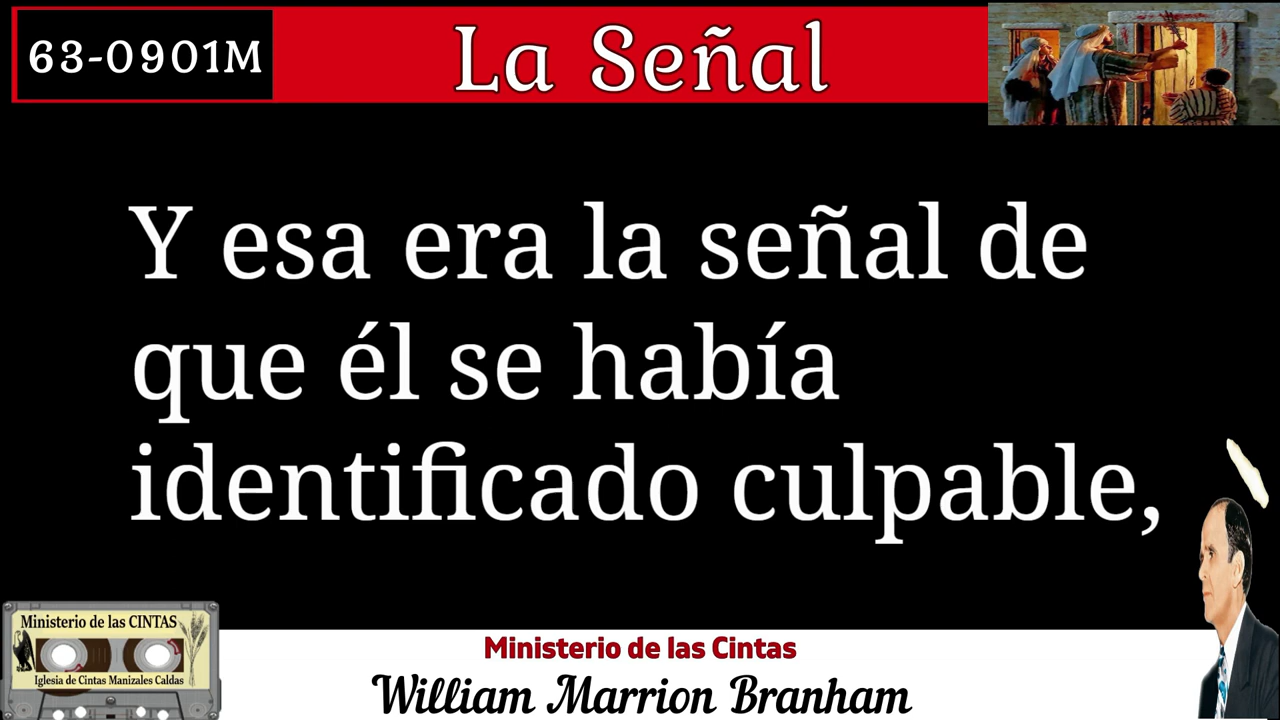 63-0901M
La Señal
Y esa era la señal de
que él se había
identificado culpable,
Ministerio de las CINTAS
Iglesia de Cintas Manizales Caldas
Ministerio de las Cintas
William Marrion Branham